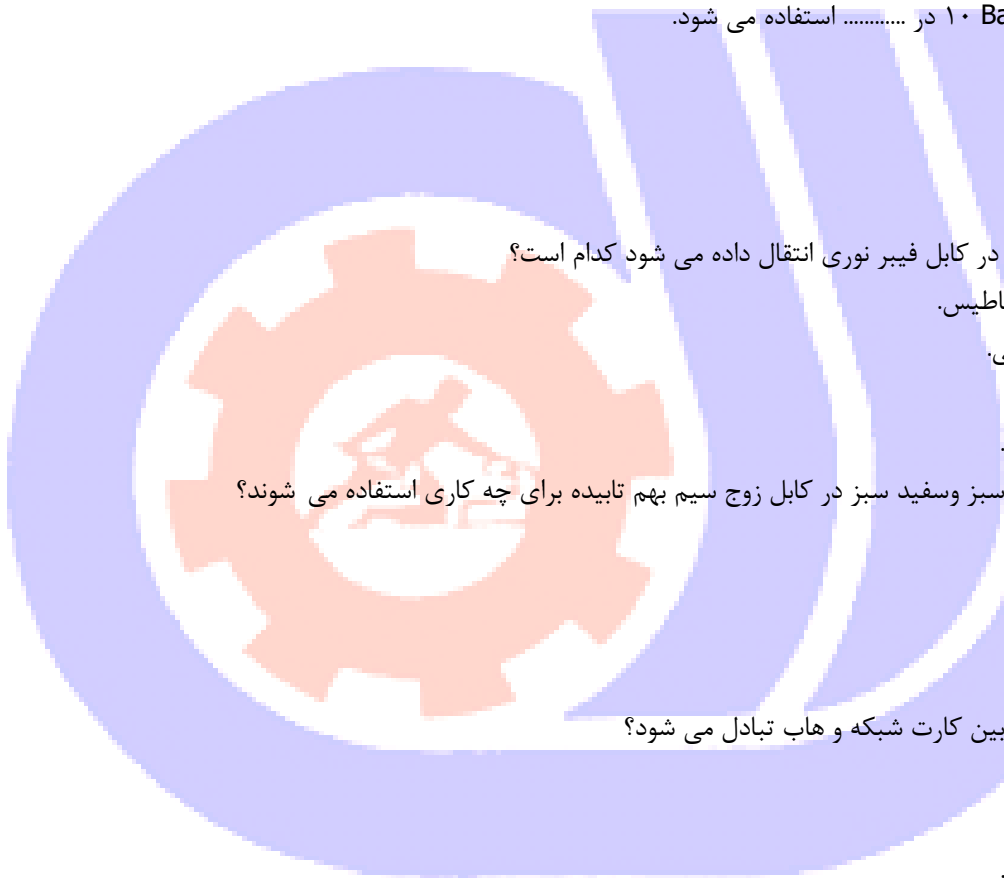 ۱۰ Ba در ............ استفاده می شود.
در کابل فیبر نوری انتقال داده می شود کدام است؟
اطیس.
ی.
.
سبز وسفید سبز در کابل زوج سیم بهم تابیده برای چه کاری استفاده می شوند؟
بین کارت شبکه و هاب تبادل می شود؟
.